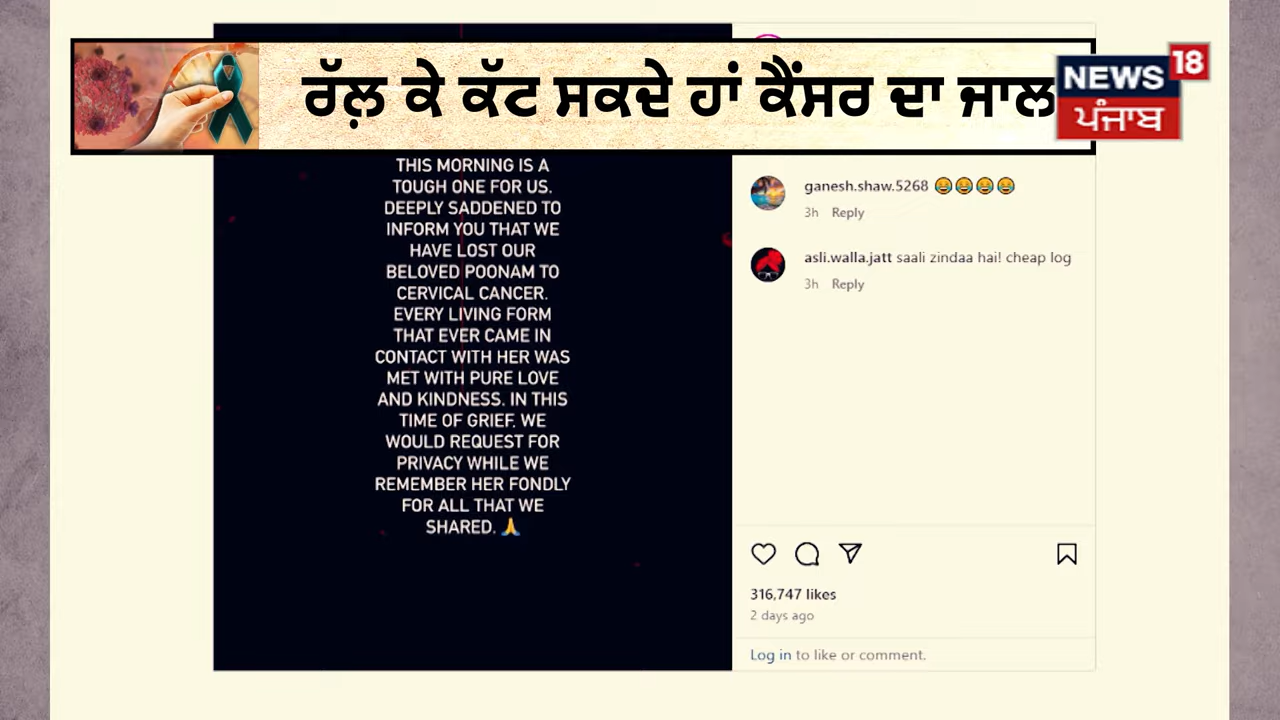 ਰੱਲ਼ ਕੇ ਕੱਟ ਸਕਦੇ ਹਾਂ ਕੈਂਸਰ ਦਾ ਜਾਲ
NEWS 18
ਪੰਜਾਬ
THIS MORNING IS A
TOUGH ONE FOR US.
DEEPLY SADDENED TO
INFORM YOU THAT WE
HAVE LOST OUR
BELOVED POONAM TO
CERVICAL CANCER.
EVERY LIVING FORM
THAT EVER CAME IN
CONTACT WITH HER WAS
MET WITH PURE LOVE
AND KINDNESS. IN THIS
TIME OF GRIEF, WE
WOULD REQUEST FOR
PRIVACY WHILE WE
REMEMBER HER FONDLY
FOR ALL THAT WE
SHARED. 🙏
ganesh.shaw.5268 😂😂😂😂
3h Reply
asli.walla.jatt saali zindaa hai! cheap log
3h Reply
316,747 likes
2 days ago
Log in to like or comment.